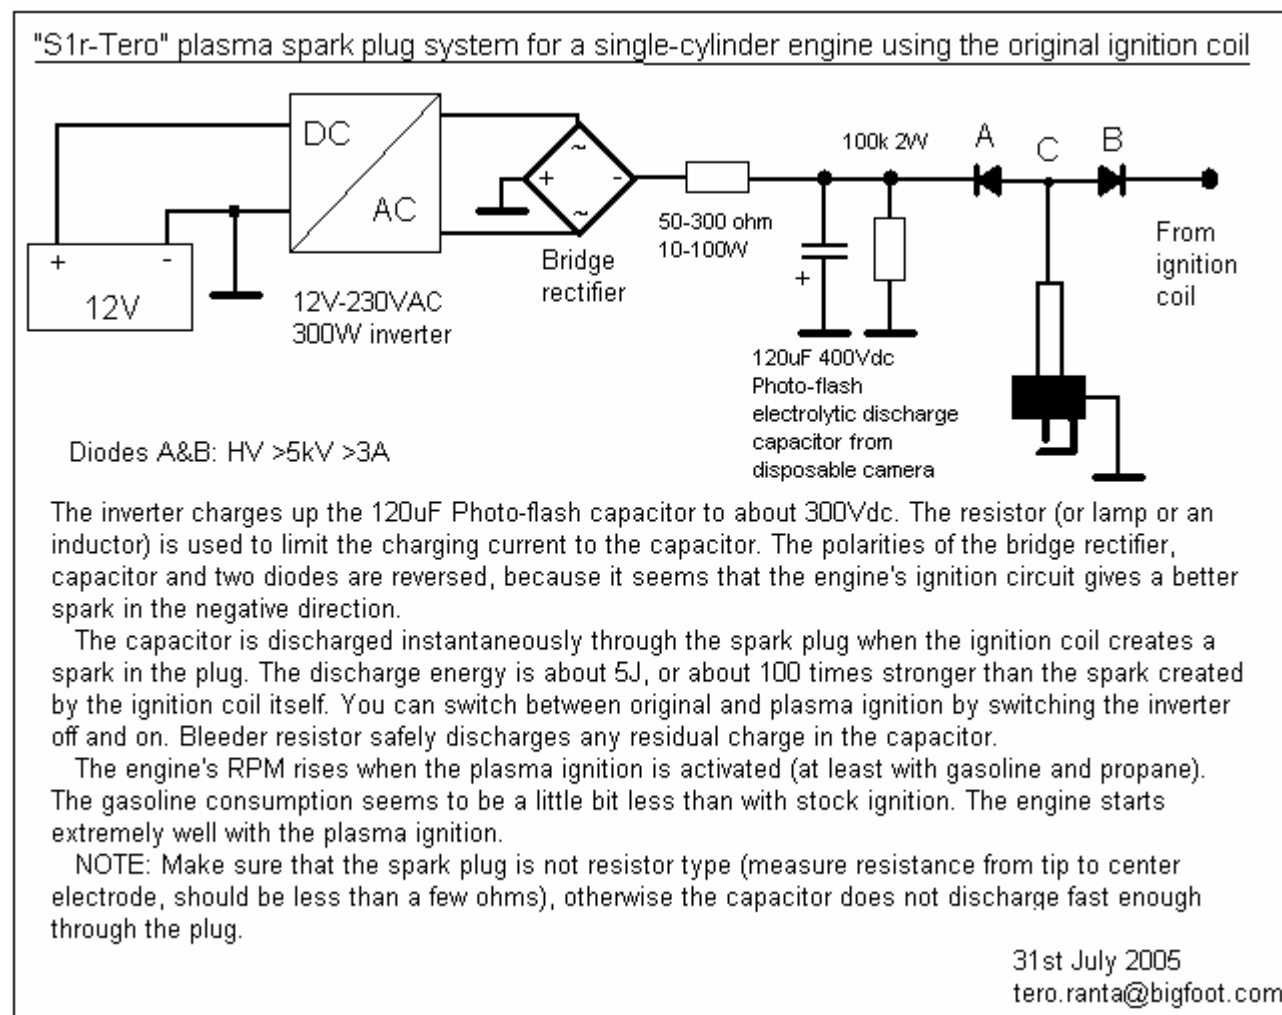 "S1r-Tero" plasma spark plug system for a single-cylinder engine using the original ignition coil
DC
AC
~
+
-
~
100k 2W
A
C
B
50-300 ohm
10-100W
From
ignition
coil
+
-
12V
12V-230VAC
300W inverter
Bridge
rectifier
+
120uF 400Vdc
Photo-flash
electrolytic discharge
capacitor from
disposable camera
Diodes A&B: HV >5kV >3A
The inverter charges up the 120uF Photo-flash capacitor to about 300Vdc. The resistor (or lamp or an
inductor) is used to limit the charging current to the capacitor. The polarities of the bridge rectifier,
capacitor and two diodes are reversed, because it seems that the engine's ignition circuit gives a better
spark in the negative direction.
The capacitor is discharged instantaneously through the spark plug when the ignition coil creates a
spark in the plug. The discharge energy is about 5J, or about 100 times stronger than the spark created
by the ignition coil itself. You can switch between original and plasma ignition by switching the inverter
off and on. Bleeder resistor safely discharges any residual charge in the capacitor.
The engine's RPM rises when the plasma ignition is activated (at least with gasoline and propane).
The gasoline consumption seems to be a little bit less than with stock ignition. The engine starts
extremely well with the plasma ignition.
NOTE: Make sure that the spark plug is not resistor type (measure resistance from tip to center
electrode, should be less than a few ohms), otherwise the capacitor does not discharge fast enough
through the plug.
31st July 2005
tero.ranta@bigfoot.com